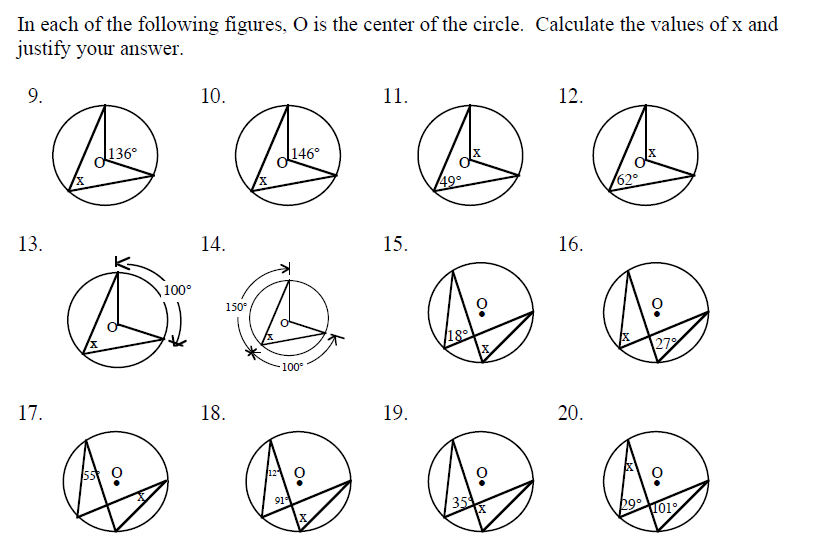 In each of the following figures, O is the center of the circle. Calculate the values of x and
justify your answer.
9. 10. 11. 12.
136° O x
146° O x
x O 49°
x O 62°
13. 14. 15. 16.
100° O x
150° O x 100°
O 18° x
O x 27°
17. 18. 19. 20.
55° O x
12° O 91° x
O 35° x
x O 29° 101°